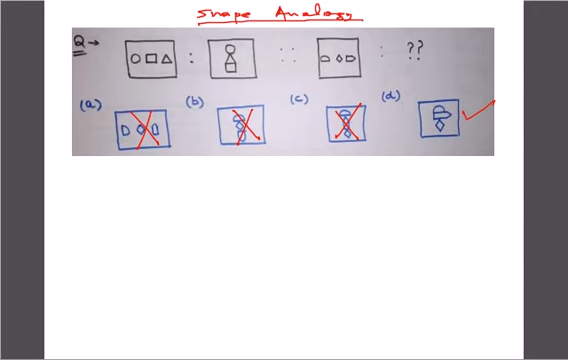 Shape Analogy
Q→ : :: : ??
(a) (b) (c) (d)